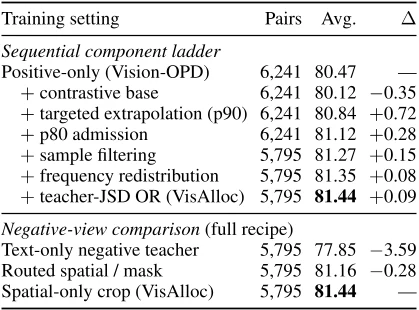 Training setting Pairs Avg. Δ
Sequential component ladder
Positive-only (Vision-OPD) 6,241 80.47 —
+ contrastive base 6,241 80.12 −0.35
+ targeted extrapolation (p90) 6,241 80.84 +0.72
+ p80 admission 6,241 81.12 +0.28
+ sample filtering 5,795 81.27 +0.15
+ frequency redistribution 5,795 81.35 +0.08
+ teacher-JSD OR (VisAlloc) 5,795 81.44 +0.09
Negative-view comparison (full recipe)
Text-only negative teacher 5,795 77.85 −3.59
Routed spatial / mask 5,795 81.16 −0.28
Spatial-only crop (VisAlloc) 5,795 81.44 —